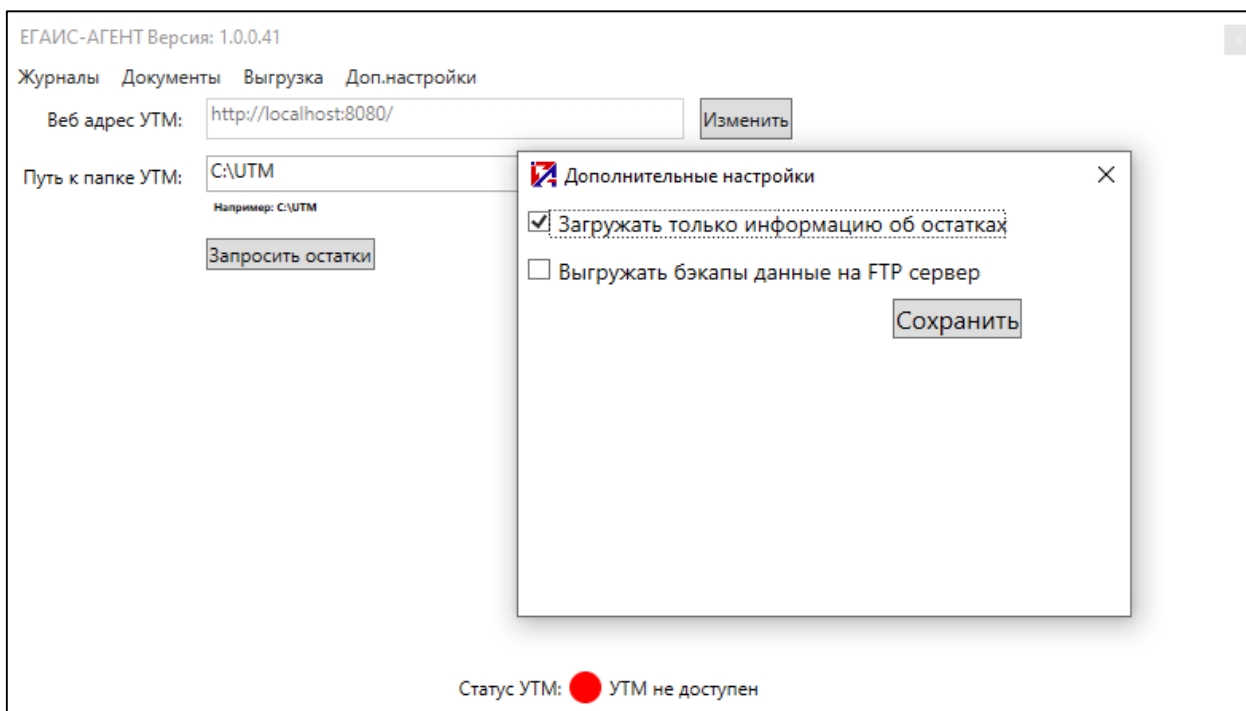 ЕГАИС-АГЕНТ Версия: 1.0.0.41
x
Журналы Документы Выгрузка Доп.настройки
Веб адрес УТМ: http://localhost:8080/ Изменить
Путь к папке УТМ: C:\UTM
Например: C:\UTM
Запросить остатки
Дополнительные настройки
Загружать только информацию об остатках
Выгружать бэкапы данные на FTP сервер
Сохранить
Статус УТМ: УТМ не доступен